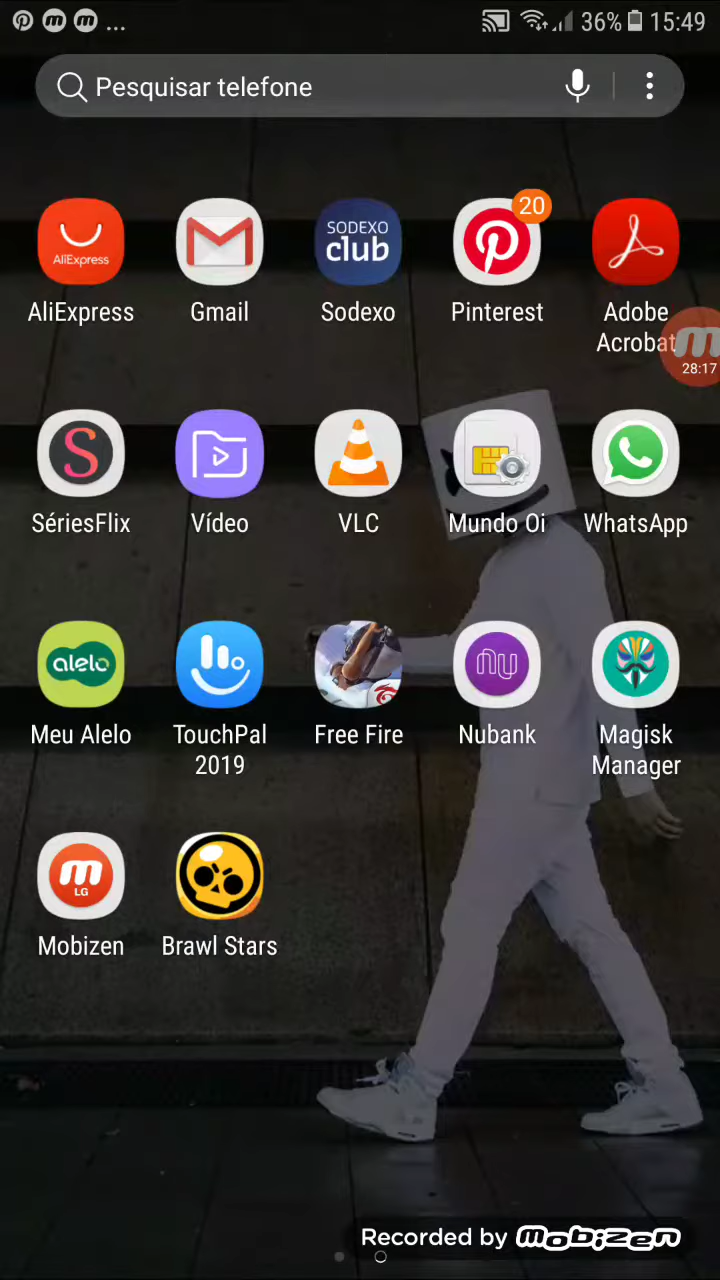 36% 15:49
Pesquisar telefone
AliExpress
SODEXO
club
20
AliExpress
Gmail
Sodexo
Pinterest
Adobe
Acrobat
28:17
SériesFlix
Vídeo
VLC
Mundo Oi
WhatsApp
alelo
nu
Meu Alelo
TouchPal
2019
Free Fire
Nubank
Magisk
Manager
m
LG
Mobizen
Brawl Stars
Recorded by mobizen